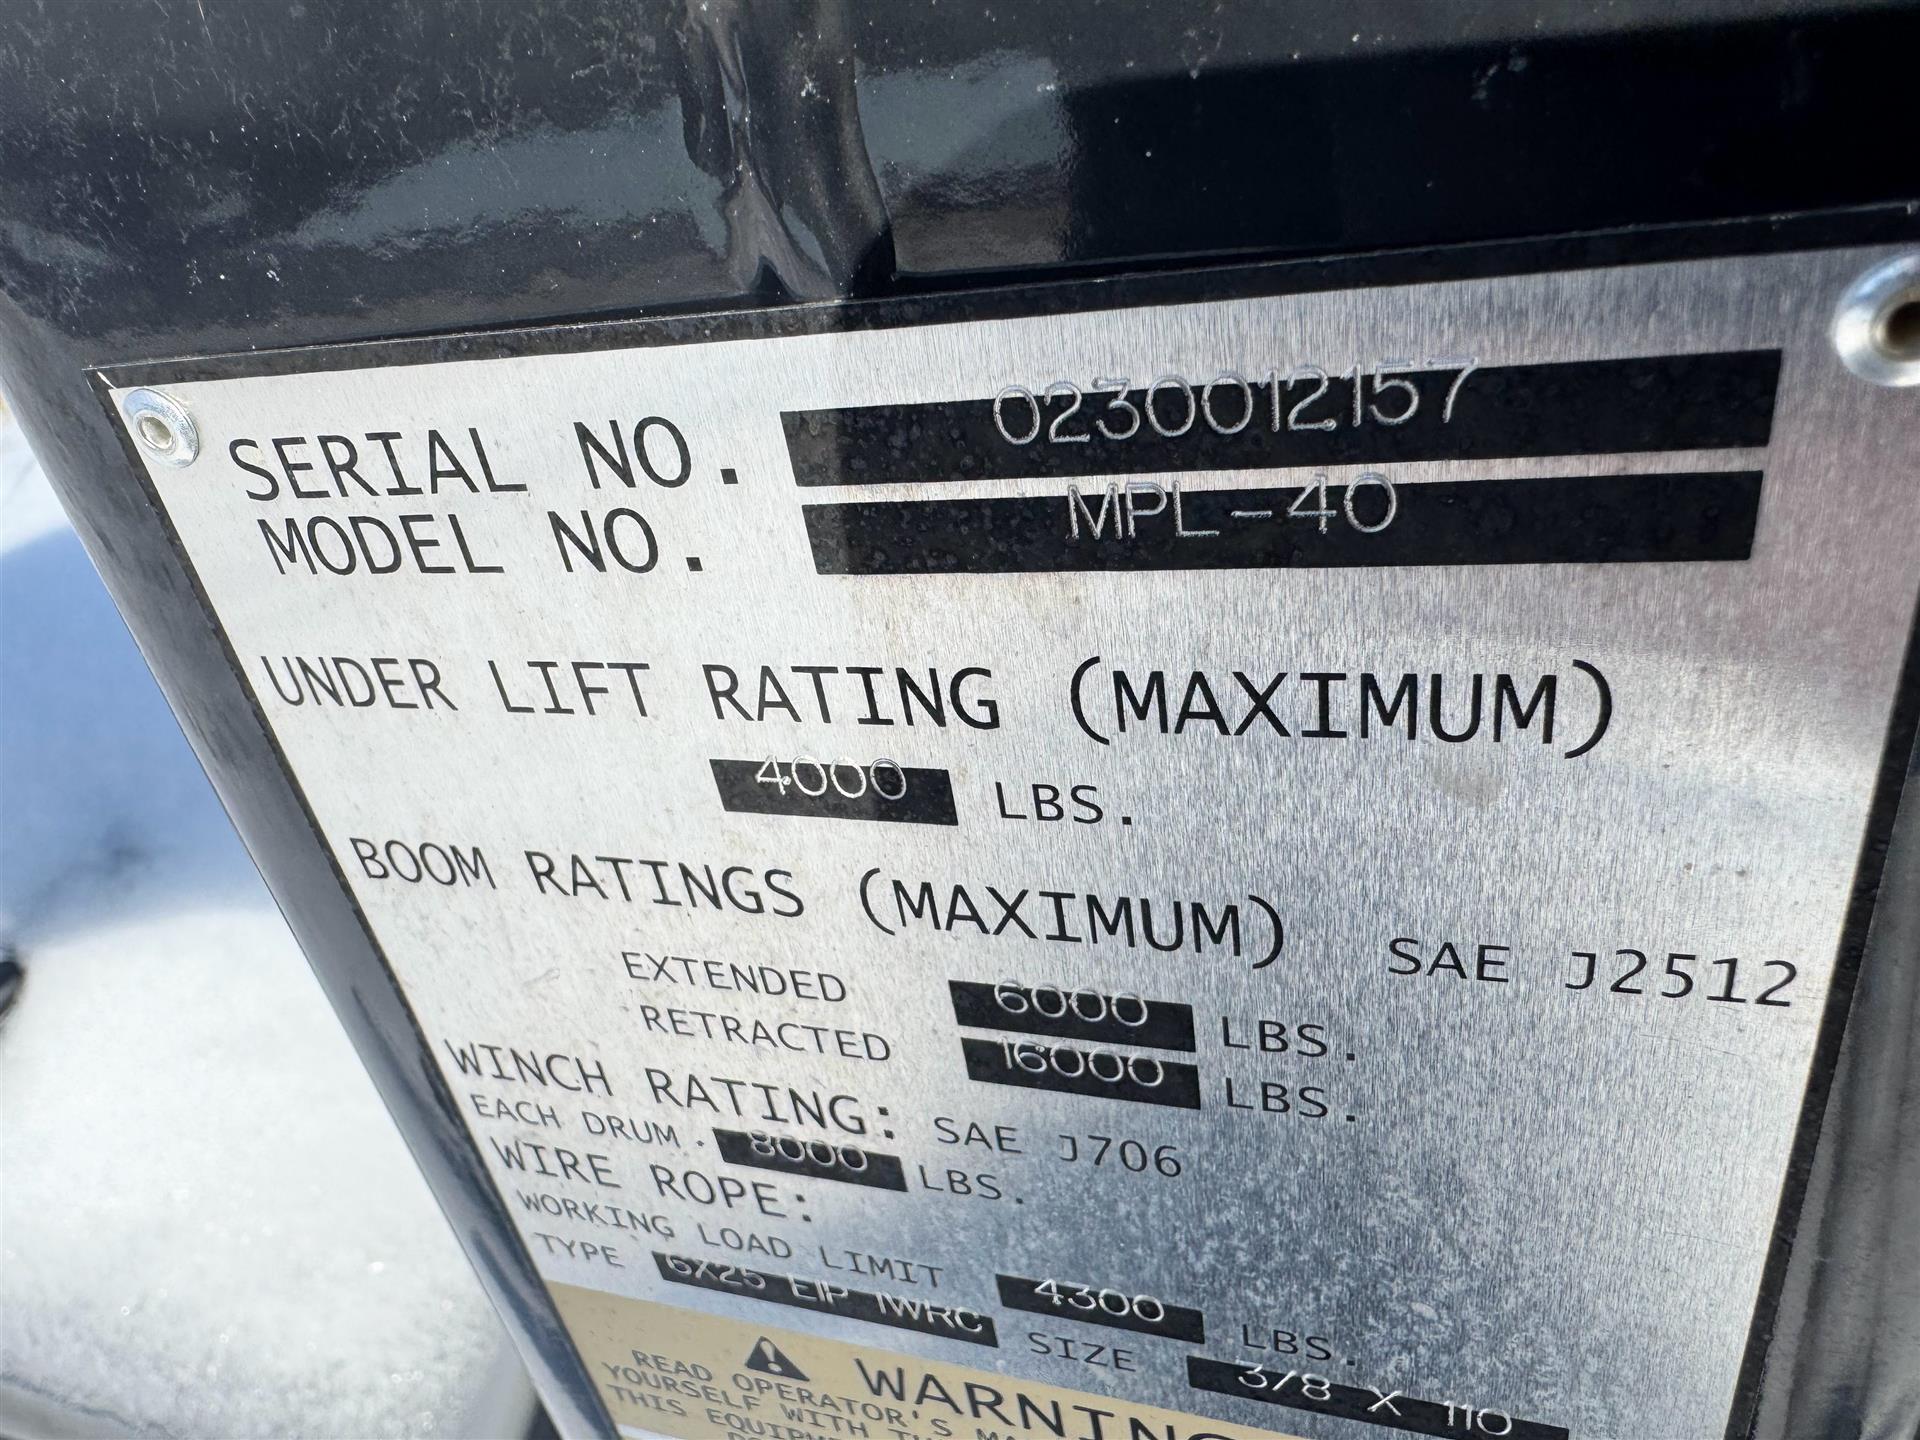 SERIAL NO. 0230012157
MODEL NO. MPL-40
UNDER LIFT RATING (MAXIMUM)
4000 LBS.
BOOM RATINGS (MAXIMUM) SAE J2512
EXTENDED 6000 LBS.
RETRACTED 16000 LBS.
WINCH RATING: SAE J706
EACH DRUM. 8000 LBS.
WIRE ROPE:
WORKING LOAD LIMIT 4300 LBS.
TYPE 6X25 EIP IWRC SIZE 3/8 X 110
WARNING
READ OPERATOR'S
YOURSELF WITH
THIS